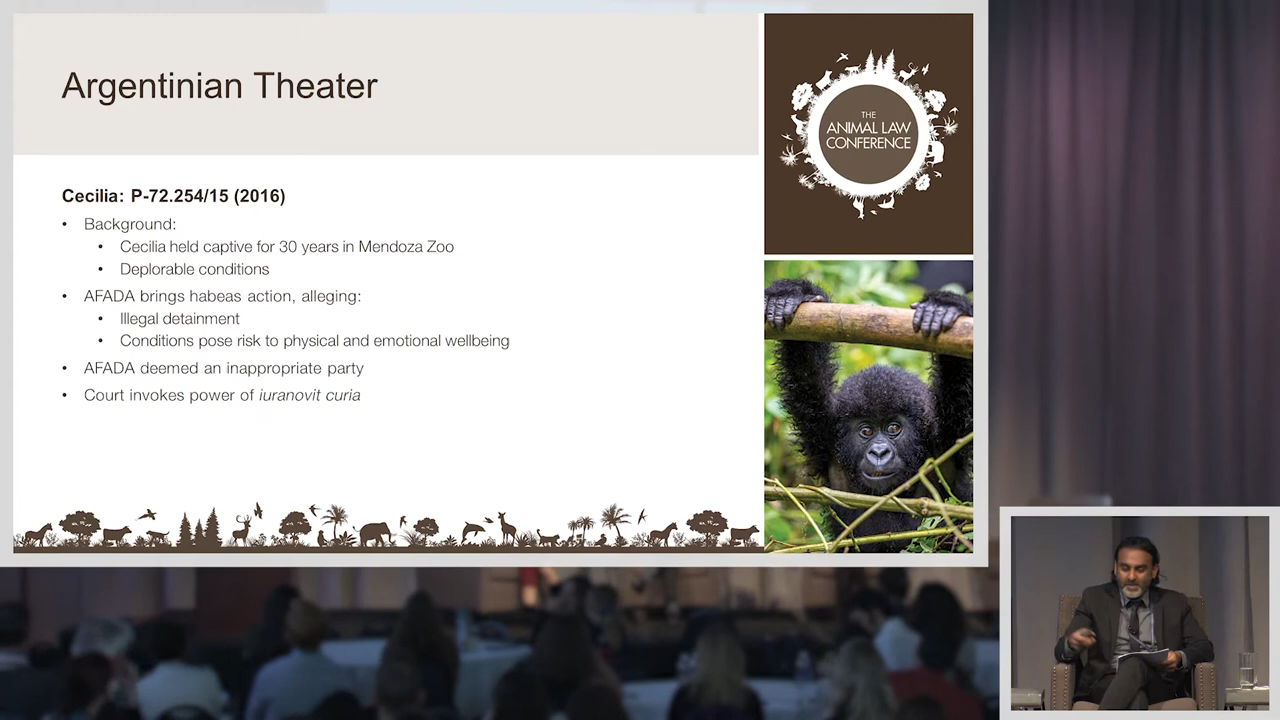 Argentinian Theater
THE
ANIMAL LAW
CONFERENCE
Cecilia: P-72.254/15 (2016)
• Background:
• Cecilia held captive for 30 years in Mendoza Zoo
• Deplorable conditions
• AFADA brings habeas action, alleging:
• Illegal detainment
• Conditions pose risk to physical and emotional wellbeing
• AFADA deemed an inappropriate party
• Court invokes power of iuranovit curia